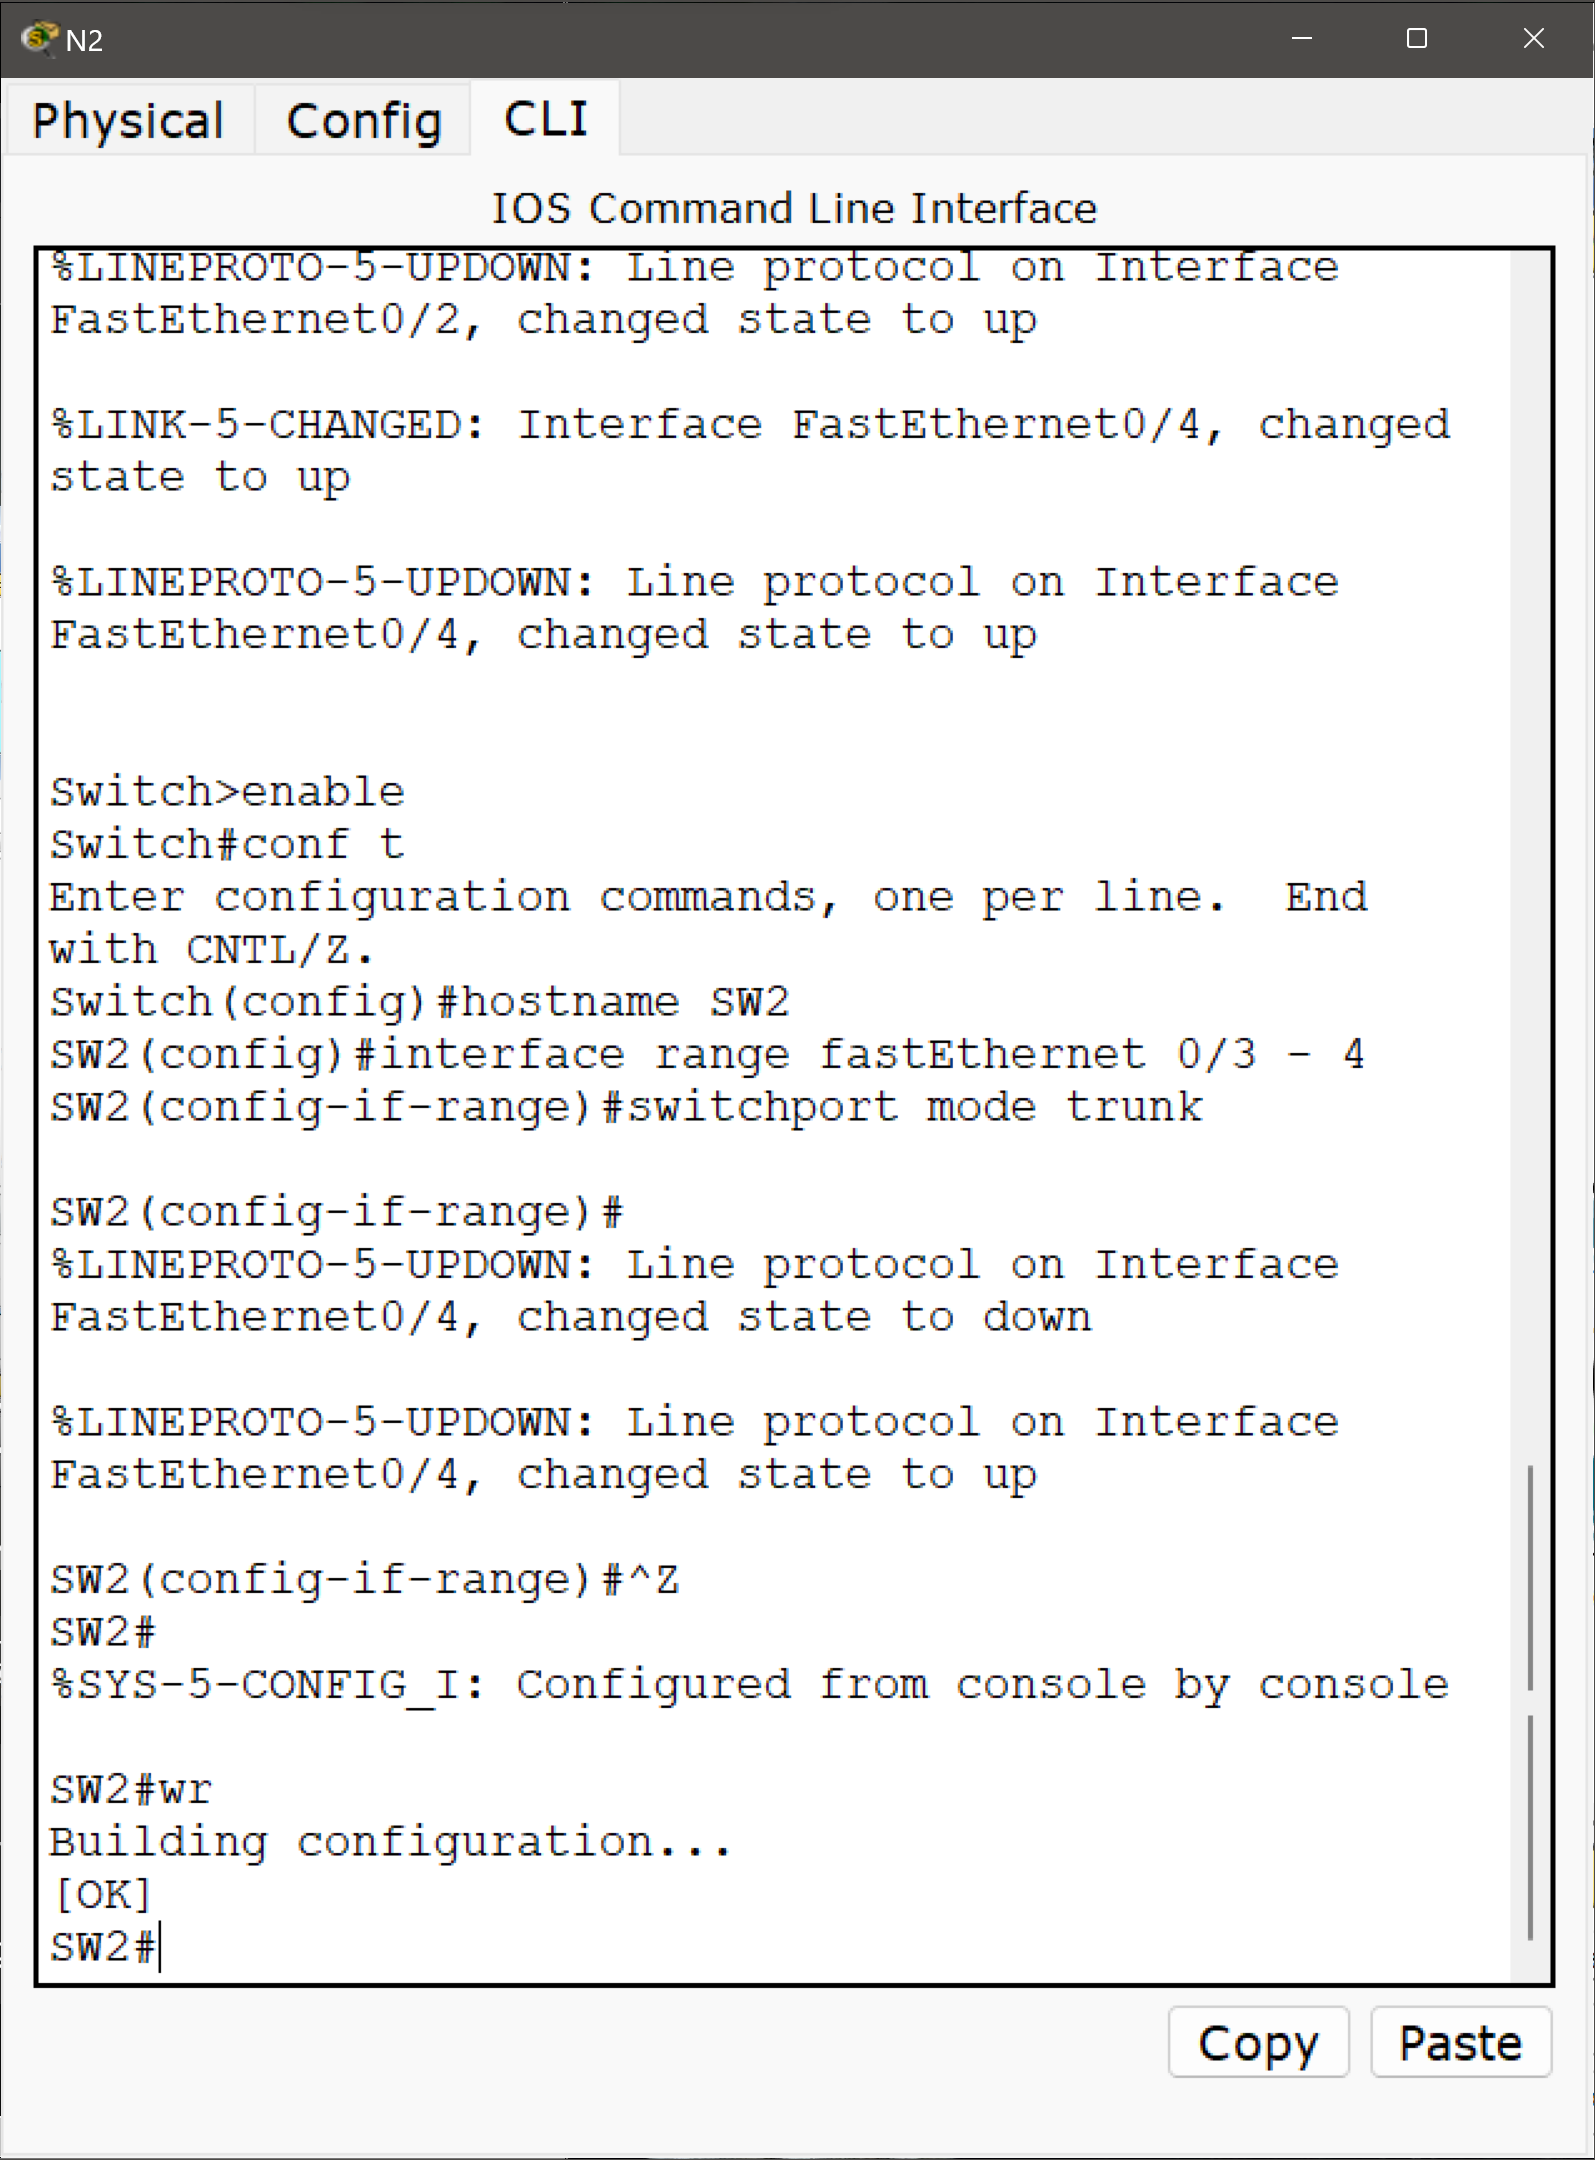 N2
Physical
Config
CLI
IOS Command Line Interface
%LINEPROTO-5-UPDOWN: Line protocol on Interface
FastEthernet0/2, changed state to up
%LINK-5-CHANGED: Interface FastEthernet0/4, changed
state to up
%LINEPROTO-5-UPDOWN: Line protocol on Interface
FastEthernet0/4, changed state to up
Switch>enable
Switch#conf t
Enter configuration commands, one per line.  End
with CNTL/Z.
Switch(config)#hostname SW2
SW2(config)#interface range fastEthernet 0/3 - 4
SW2(config-if-range)#switchport mode trunk
SW2(config-if-range)#
%LINEPROTO-5-UPDOWN: Line protocol on Interface
FastEthernet0/4, changed state to down
%LINEPROTO-5-UPDOWN: Line protocol on Interface
FastEthernet0/4, changed state to up
SW2(config-if-range)#^Z
SW2#
%SYS-5-CONFIG_I: Configured from console by console
SW2#wr
Building configuration...
[OK]
SW2#
Copy
Paste